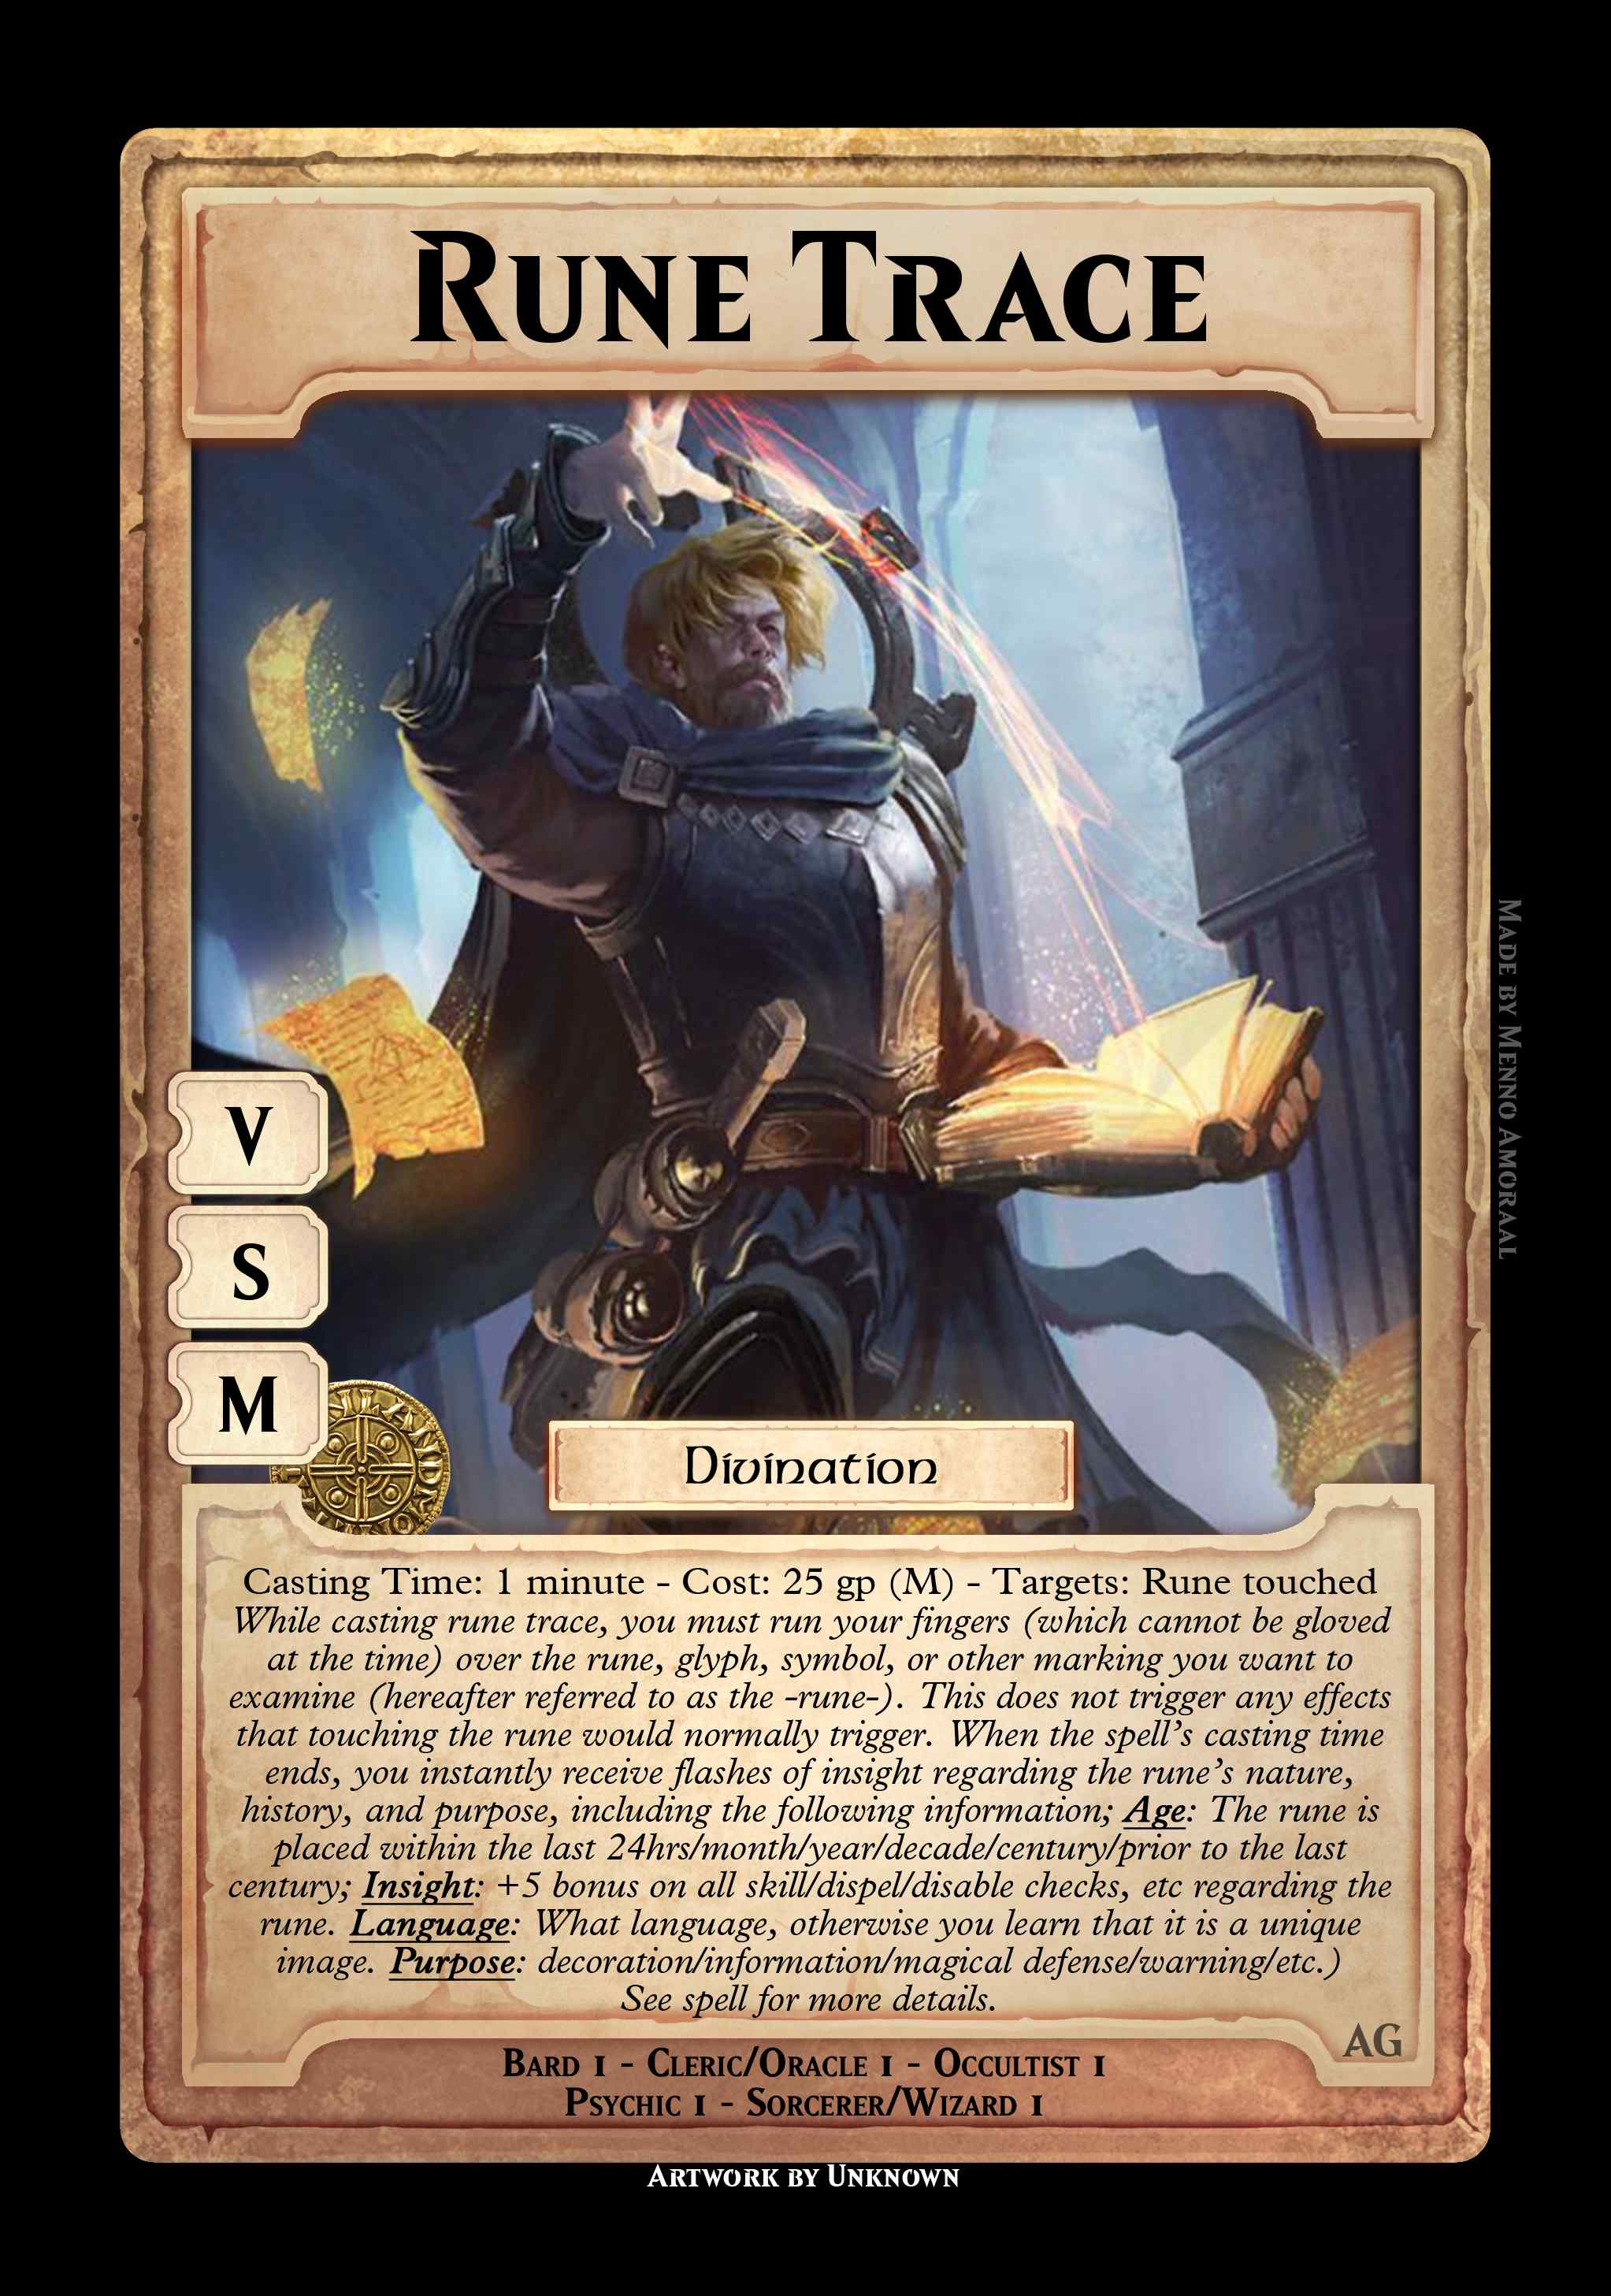 Rune Trace
V
S
M
Divination
Casting Time: 1 minute - Cost: 25 gp (M) - Targets: Rune touched
While casting rune trace, you must run your fingers (which cannot be gloved
at the time) over the rune, glyph, symbol, or other marking you want to
examine (hereafter referred to as the -rune-). This does not trigger any effects
that touching the rune would normally trigger. When the spell's casting time
ends, you instantly receive flashes of insight regarding the rune's nature,
history, and purpose, including the following information; Age: The rune is
placed within the last 24hrs/month/year/decade/century/prior to the last
century; Insight: +5 bonus on all skill/dispel/disable checks, etc regarding the
rune. Language: What language, otherwise you learn that it is a unique
image. Purpose: decoration/information/magical defense/warning/etc.)
See spell for more details.
AG
Bard 1 - Cleric/Oracle 1 - Occultist 1
Psychic 1 - Sorcerer/Wizard 1
Artwork by Unknown
Made by Menno Amoraal